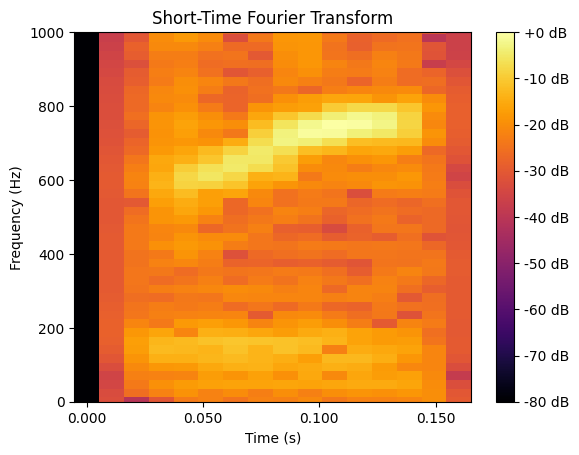 Short-Time Fourier Transform
Frequency (Hz)
1000
800
600
400
200
0
0.000
0.050
0.100
0.150
Time (s)
+0 dB
-10 dB
-20 dB
-30 dB
-40 dB
-50 dB
-60 dB
-70 dB
-80 dB